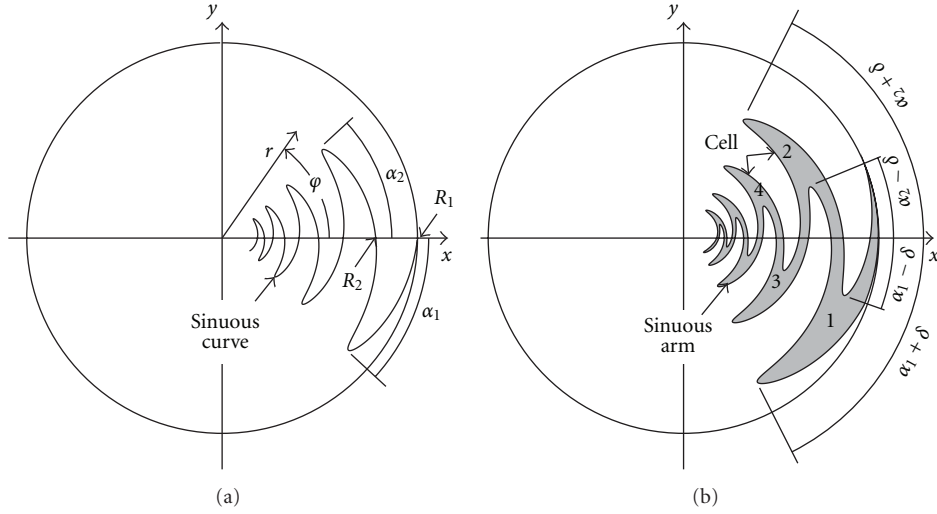 y
r
φ
α₂
R₁
x
R₂
α₁
Sinuous
curve
(a)
y
α₂ + δ
Cell
2
4
α₂ − δ
x
α₁ − δ
3
1
Sinuous
arm
α₁ + δ
(b)